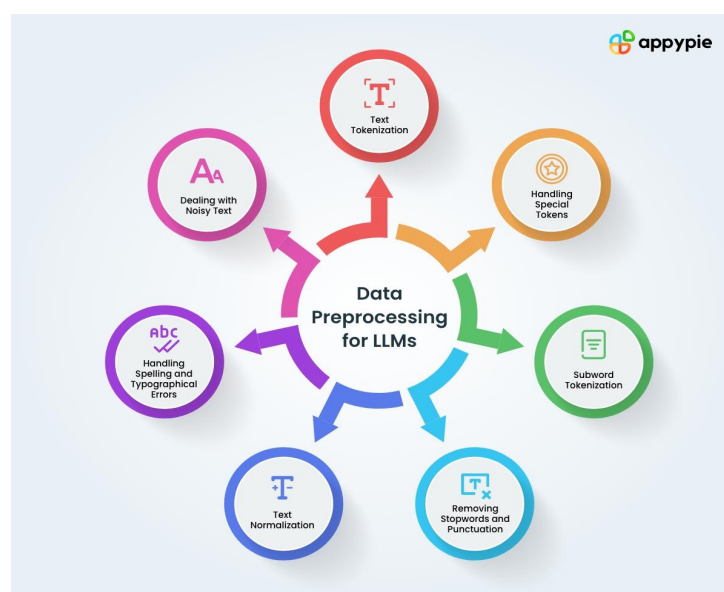 appypie
Text
Tokenization
Handling
Special
Tokens
Subword
Tokenization
Removing
Stopwords and
Punctuation
Text
Normalization
Abc
Handling
Spelling and
Typographical
Errors
Dealing with
Noisy Text
Data
Preprocessing
for LLMs